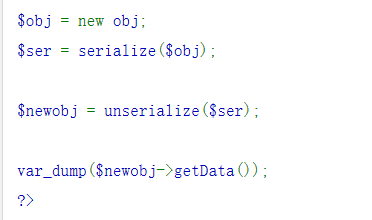 $obj = new obj;
$ser = serialize($obj);
$newobj = unserialize($ser);
var_dump($newobj->getData());
?>